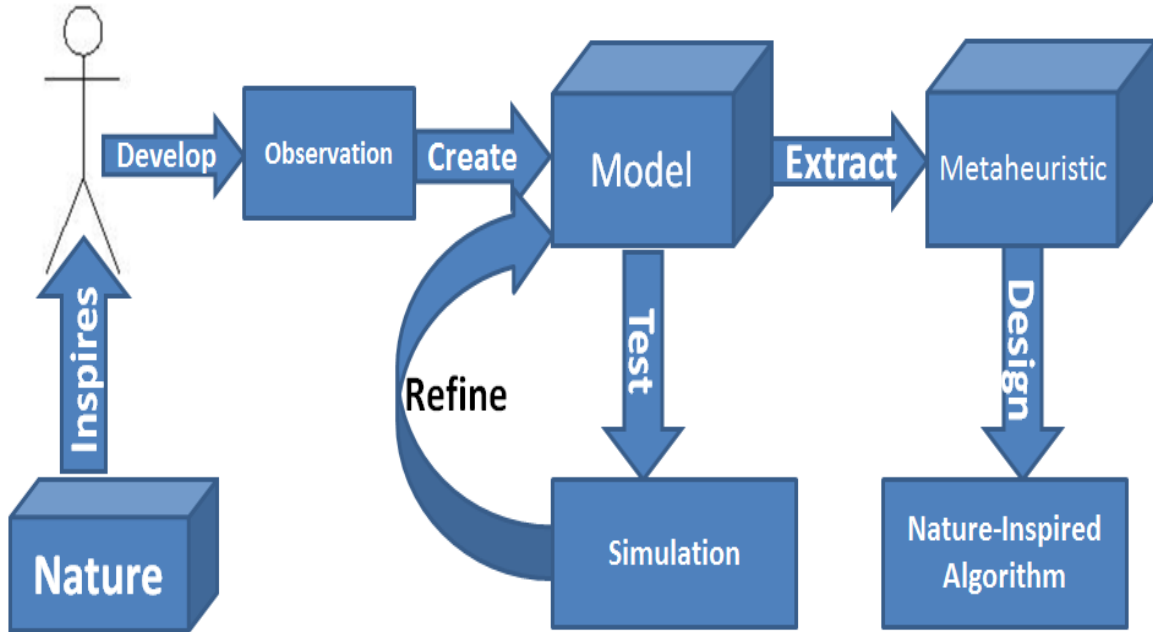 Develop
Observation
Create
Model
Extract
Metaheuristic
Inspires
Refine
Test
Design
Nature
Simulation
Nature-Inspired
Algorithm